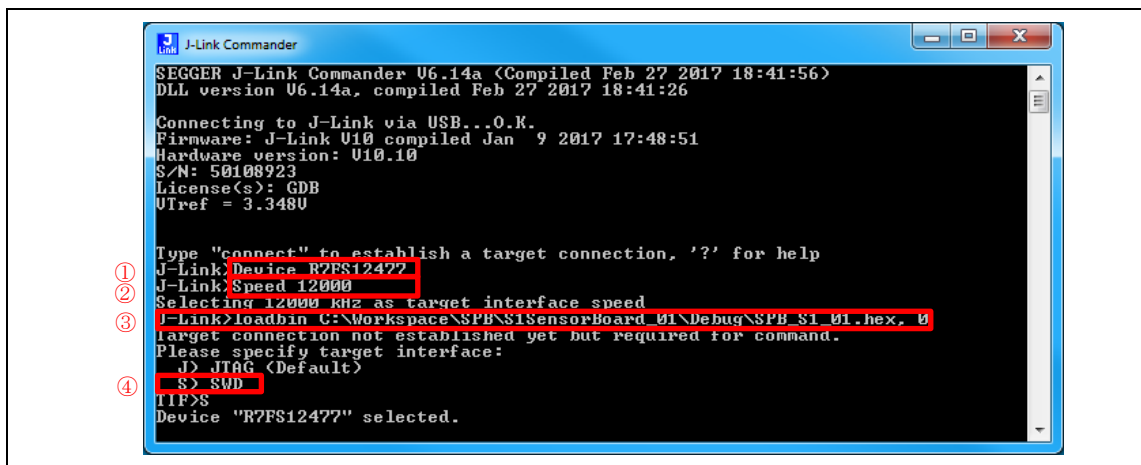 J-Link Commander
SEGGER J-Link Commander V6.14a (Compiled Feb 27 2017 18:41:56)
DLL version V6.14a, compiled Feb 27 2017 18:41:26
Connecting to J-Link via USB...O.K.
Firmware: J-Link V10 compiled Jan  9 2017 17:48:51
Hardware version: V10.10
S/N: 50108923
License(s): GDB
VTref = 3.348V
Type "connect" to establish a target connection, '?' for help
① J-Link>Device R7FS12477
② J-Link>Speed 12000
Selecting 12000 kHz as target interface speed
③ J-Link>loadbin C:\Workspace\SPB\S1SensorBoard_01\Debug\SPB_S1_01.hex, 0
Target connection not established yet but required for command.
Please specify target interface:
J) JTAG (Default)
④ S) SWD
TIF>S
Device "R7FS12477" selected.